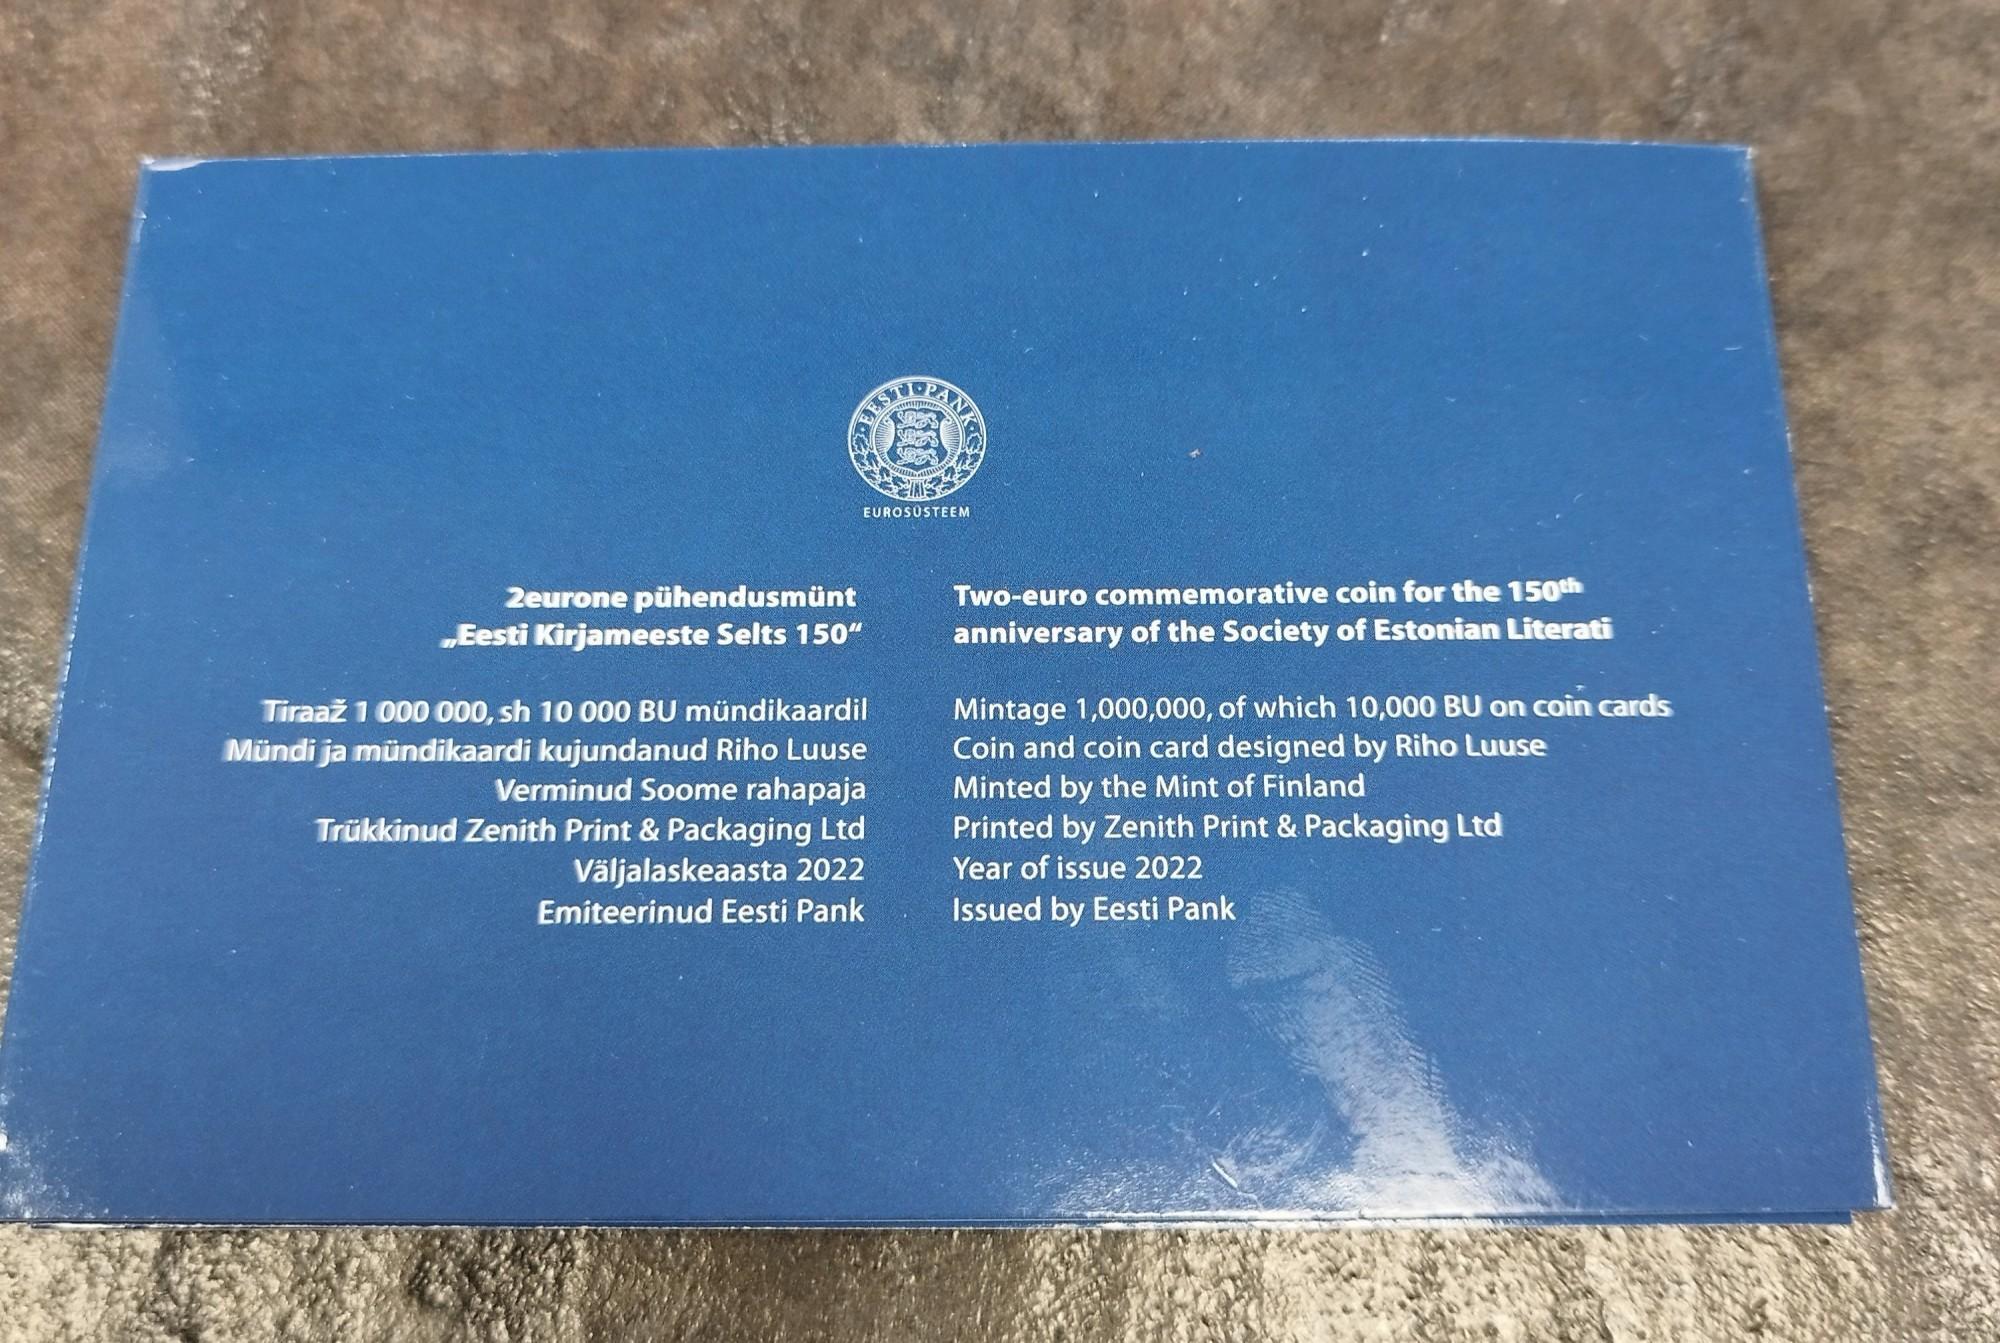 EESTI·PANK
EUROSÜSTEEM
2eurone pühendusmünt
„Eesti Kirjameeste Selts 150“
Tiraaž 1 000 000, sh 10 000 BU mündikaardil
Mündi ja mündikaardi kujundanud Riho Luuse
Verminud Soome rahapaja
Trükkinud Zenith Print & Packaging Ltd
Väljalaskeaasta 2022
Emiteerinud Eesti Pank
Two-euro commemorative coin for the 150th
anniversary of the Society of Estonian Literati
Mintage 1,000,000, of which 10,000 BU on coin cards
Coin and coin card designed by Riho Luuse
Minted by the Mint of Finland
Printed by Zenith Print & Packaging Ltd
Year of issue 2022
Issued by Eesti Pank